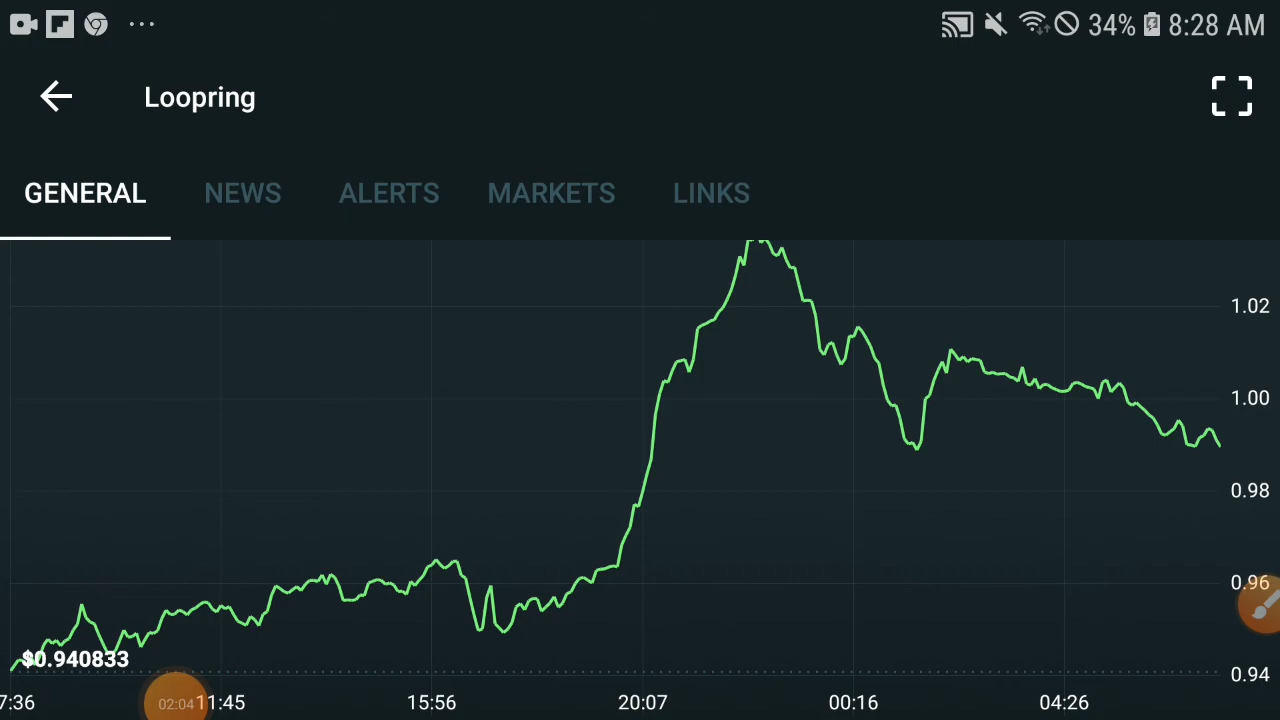 34% 8:28 AM
Loopring
GENERAL NEWS ALERTS MARKETS LINKS
1.02
1.00
0.98
0.96
$0.940833
0.94
7:36 11:45 15:56 20:07 00:16 04:26
02:04